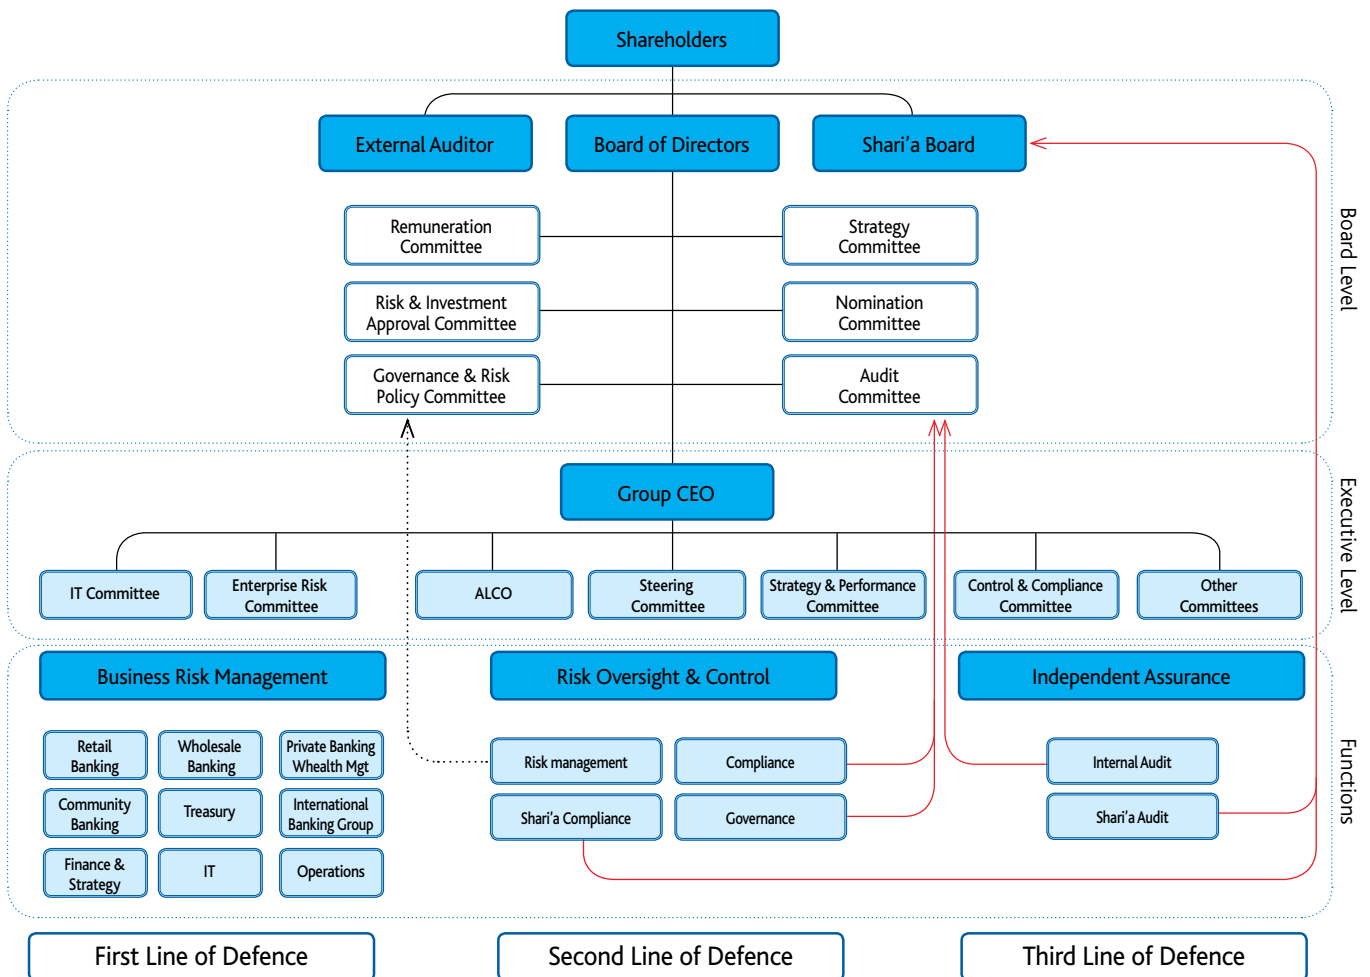 Shareholders
External Auditor
Board of Directors
Shari'a Board
Remuneration
Committee
Strategy
Committee
Risk & Investment
Approval Committee
Nomination
Committee
Governance & Risk
Policy Committee
Audit
Committee
Board Level
Group CEO
IT Committee
Enterprise Risk
Committee
ALCO
Steering
Committee
Strategy & Performance
Committee
Control & Compliance
Committee
Other
Committees
Executive Level
Business Risk Management
Risk Oversight & Control
Independent Assurance
Retail
Banking
Wholesale
Banking
Private Banking
Whealth Mgt
Community
Banking
Treasury
International
Banking Group
Finance &
Strategy
IT
Operations
Risk management
Compliance
Shari'a Compliance
Governance
Internal Audit
Shari'a Audit
Functions
First Line of Defence
Second Line of Defence
Third Line of Defence